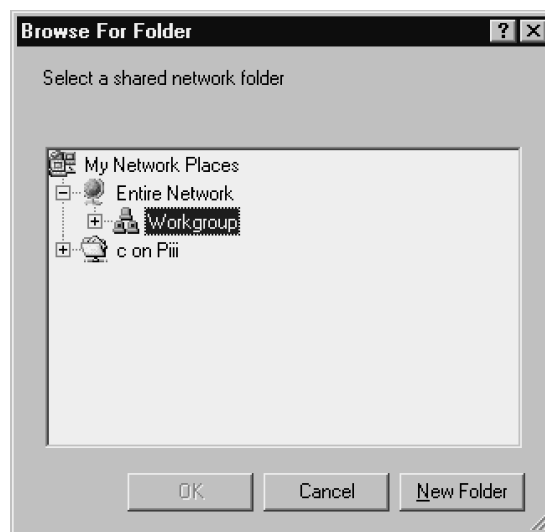 Browse For Folder
Select a shared network folder
My Network Places
Entire Network
Workgroup
c on Piii
OK Cancel New Folder